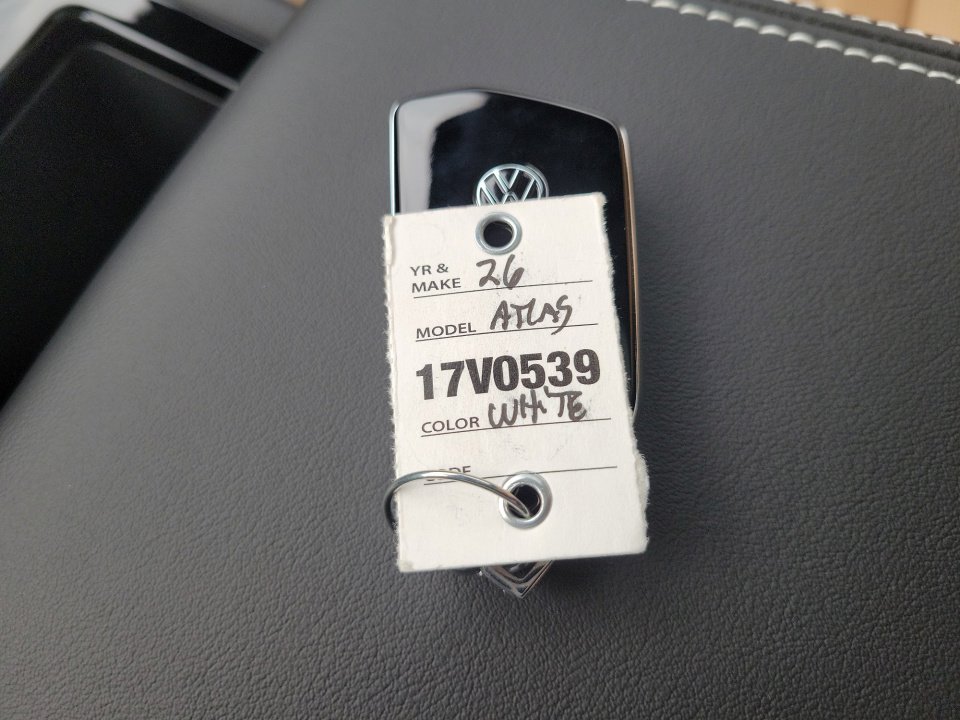 YR &
MAKE 26
MODEL ATLAS
17V0539
COLOR WHITE